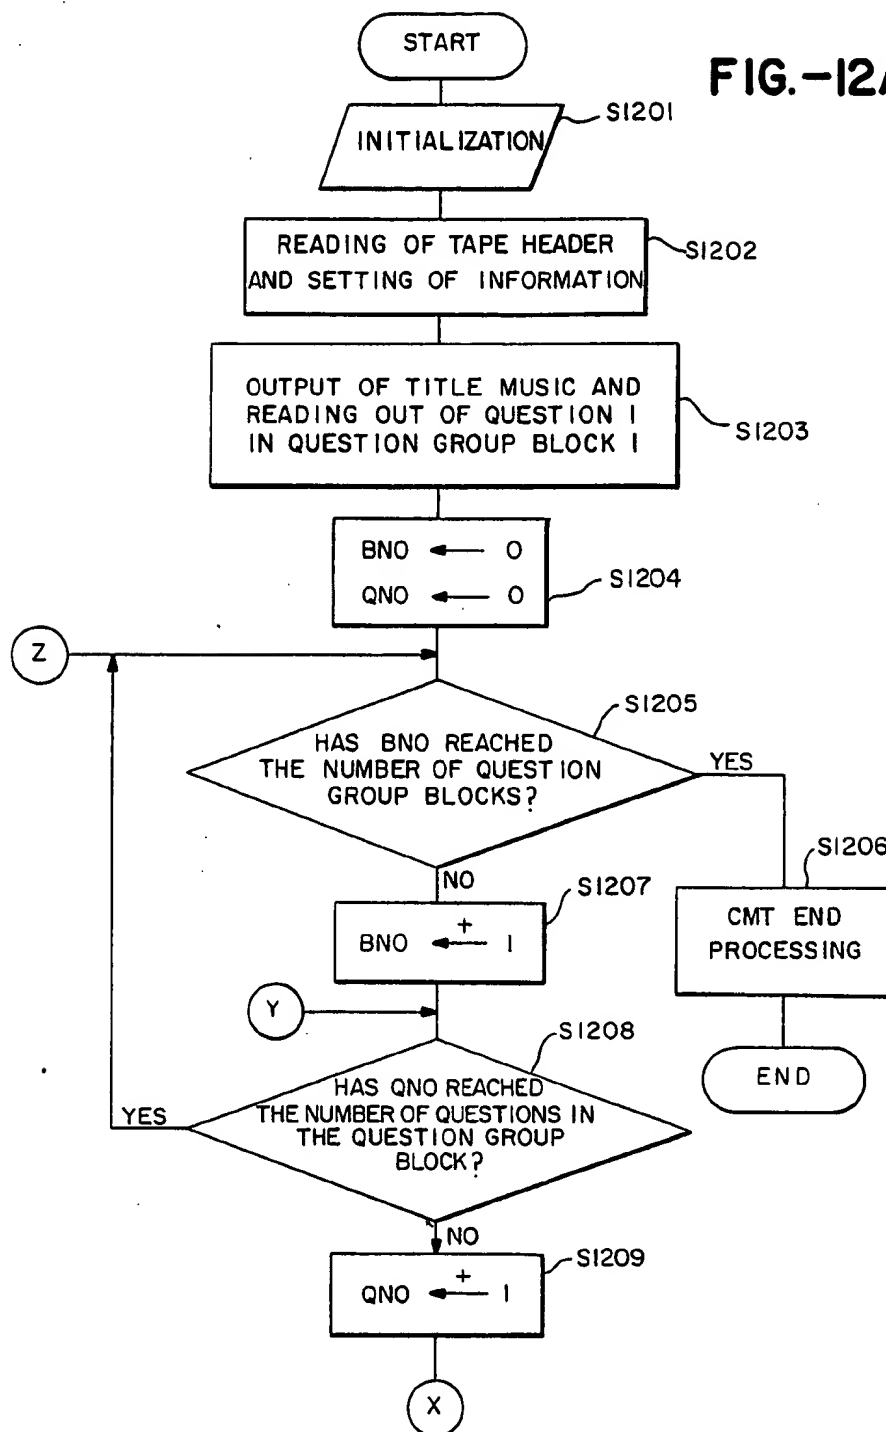 START
FIG.-12A
S1201
INITIALIZATION
READING OF TAPE HEADER
AND SETTING OF INFORMATION
S1202
OUTPUT OF TITLE MUSIC AND
READING OUT OF QUESTION 1
IN QUESTION GROUP BLOCK 1
S1203
BNO ← 0
QNO ← 0
S1204
Z
S1205
HAS BNO REACHED
THE NUMBER OF QUESTION
GROUP BLOCKS?
YES
S1206
NO
S1207
CMT END
PROCESSING
+
BNO ← 1
Y
S1208
END
HAS QNO REACHED
THE NUMBER OF QUESTIONS IN
THE QUESTION GROUP
BLOCK?
YES
NO
S1209
+
QNO ← 1
X